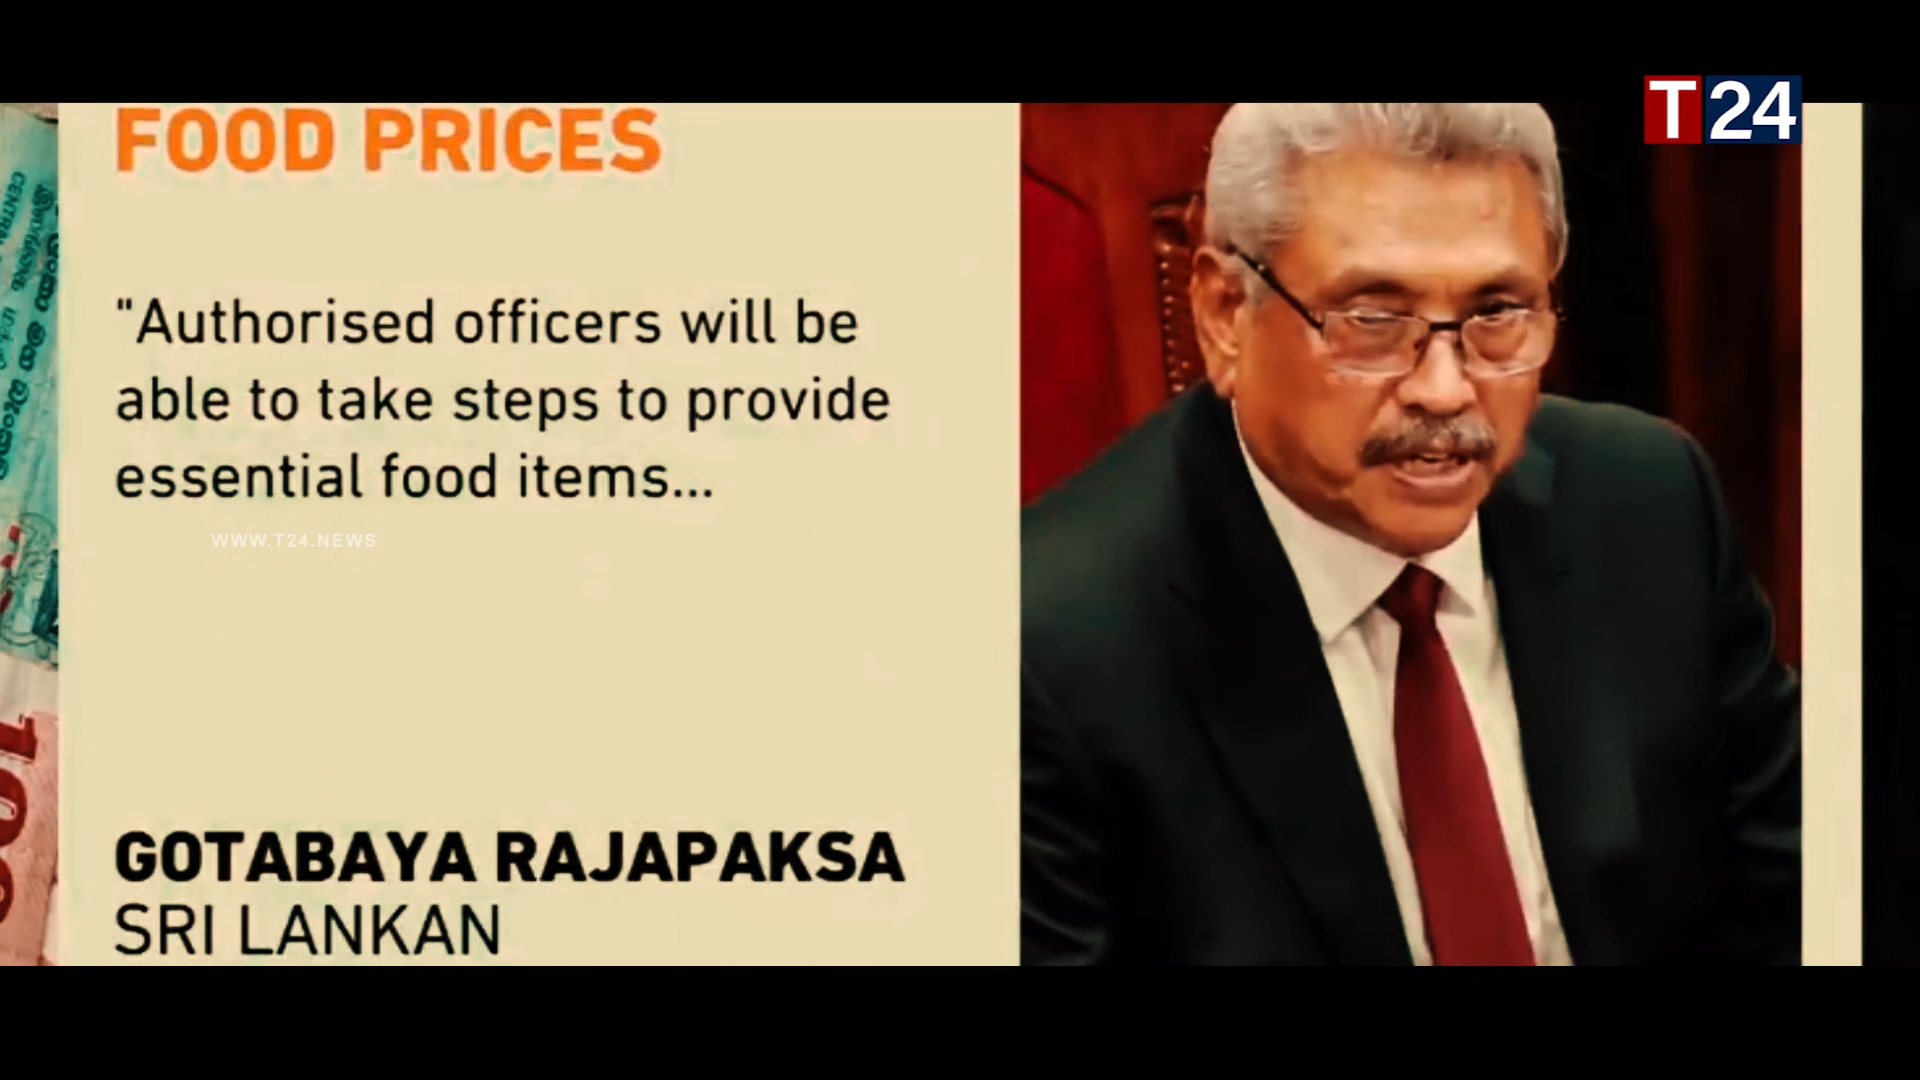 T24
FOOD PRICES
"Authorised officers will be
able to take steps to provide
essential food items...
WWW.T24.NEWS
GOTABAYA RAJAPAKSA
SRI LANKAN
100